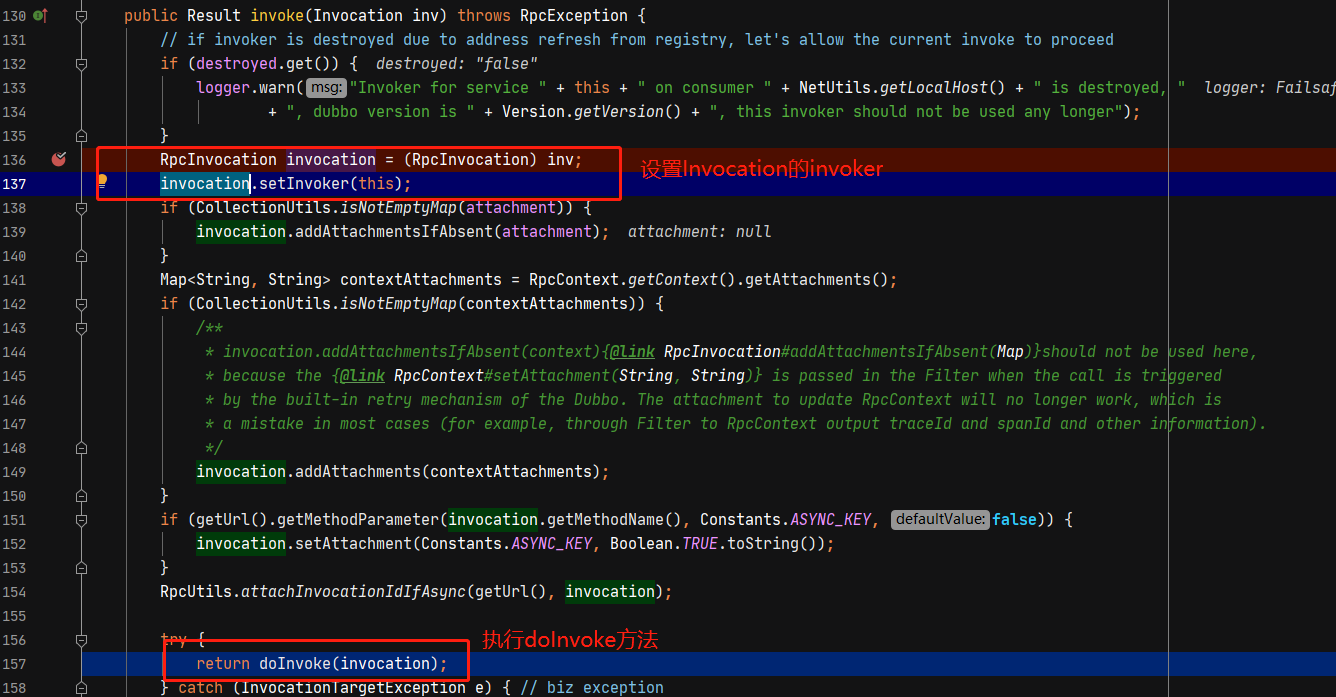 130 public Result invoke(Invocation inv) throws RpcException {
131 // if invoker is destroyed due to address refresh from registry, let's allow the current invoke to proceed
132 if (destroyed.get()) { destroyed: "false"
133 logger.warn( msg: "Invoker for service " + this + " on consumer " + NetUtils.getLocalHost() + " is destroyed, " logger: Failsaf
134 + ", dubbo version is " + Version.getVersion() + ", this invoker should not be used any longer");
135 }
136 RpcInvocation invocation = (RpcInvocation) inv;
设置Invocation的invoker
137 invocation.setInvoker(this);
138 if (CollectionUtils.isNotEmptyMap(attachment)) {
139 invocation.addAttachmentsIfAbsent(attachment); attachment: null
140 }
141 Map<String, String> contextAttachments = RpcContext.getContext().getAttachments();
142 if (CollectionUtils.isNotEmptyMap(contextAttachments)) {
143 /**
144 * invocation.addAttachmentsIfAbsent(context){@link RpcInvocation#addAttachmentsIfAbsent(Map)}should not be used here,
145 * because the {@link RpcContext#setAttachment(String, String)} is passed in the Filter when the call is triggered
146 * by the built-in retry mechanism of the Dubbo. The attachment to update RpcContext will no longer work, which is
147 * a mistake in most cases (for example, through Filter to RpcContext output traceId and spanId and other information).
148 */
149 invocation.addAttachments(contextAttachments);
150 }
151 if (getUrl().getMethodParameter(invocation.getMethodName(), Constants.ASYNC_KEY, defaultValue: false)) {
152 invocation.setAttachment(Constants.ASYNC_KEY, Boolean.TRUE.toString());
153 }
154 RpcUtils.attachInvocationIdIfAsync(getUrl(), invocation);
155
156 try {
执行doInvoke方法
157 return doInvoke(invocation);
158 } catch (InvocationTargetException e) { // biz exception